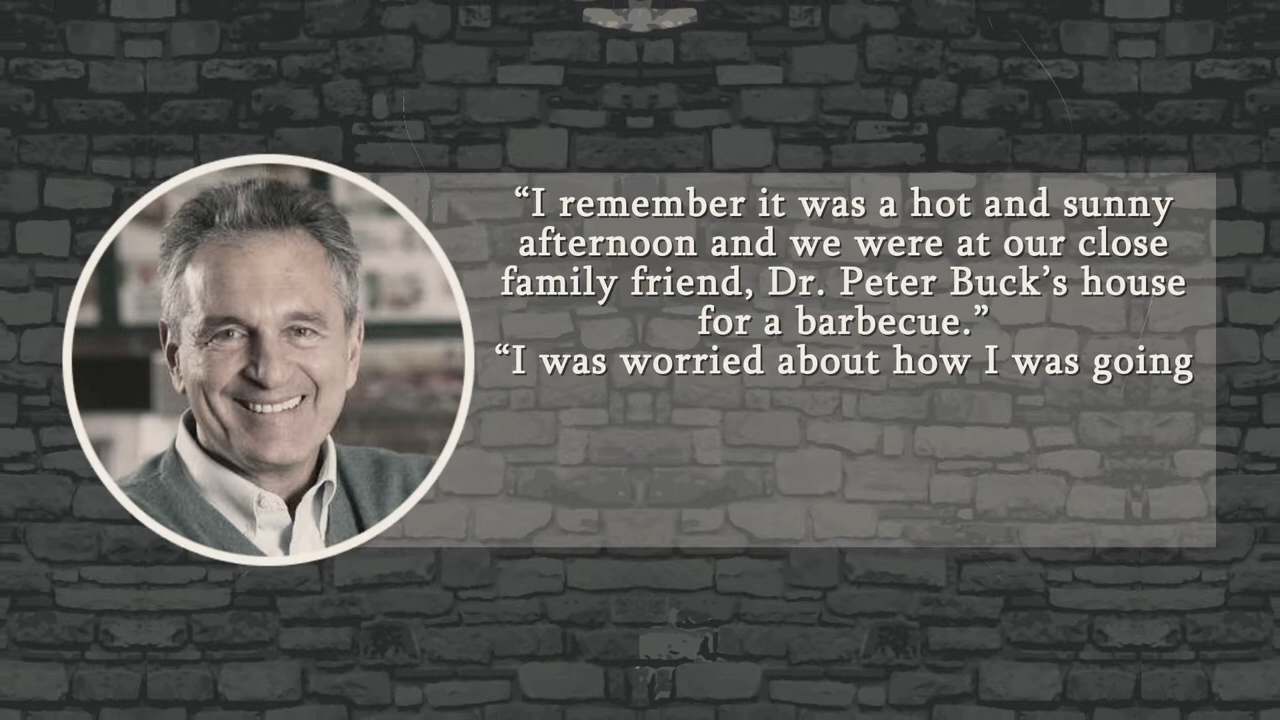 “I remember it was a hot and sunny
afternoon and we were at our close
family friend, Dr. Peter Buck’s house
for a barbecue.”
“I was worried about how I was going